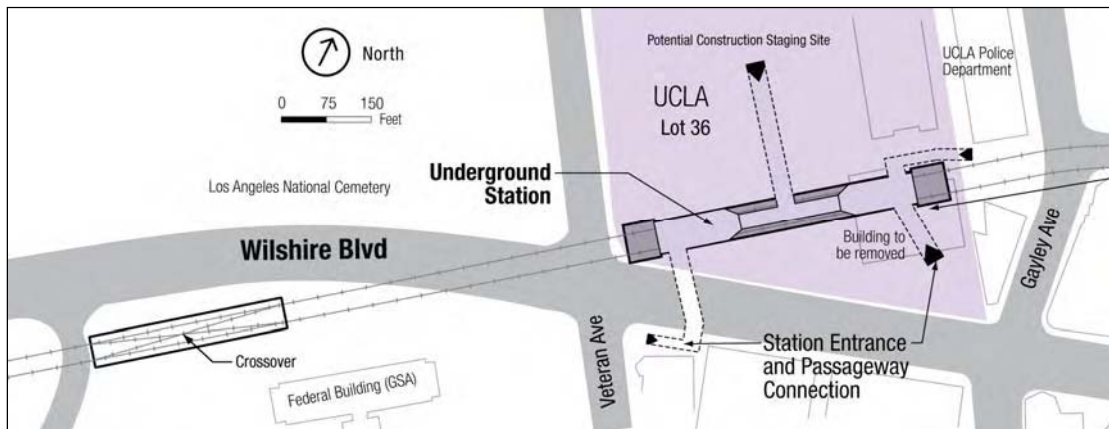 North
0 75 150
Feet
Potential Construction Staging Site
UCLA
Lot 36
UCLA Police
Department
Los Angeles National Cemetery
Underground
Station
Wilshire Blvd
Building to
be removed
Gayley Ave
Crossover
Federal Building (GSA)
Veteran Ave
Station Entrance
and Passageway
Connection